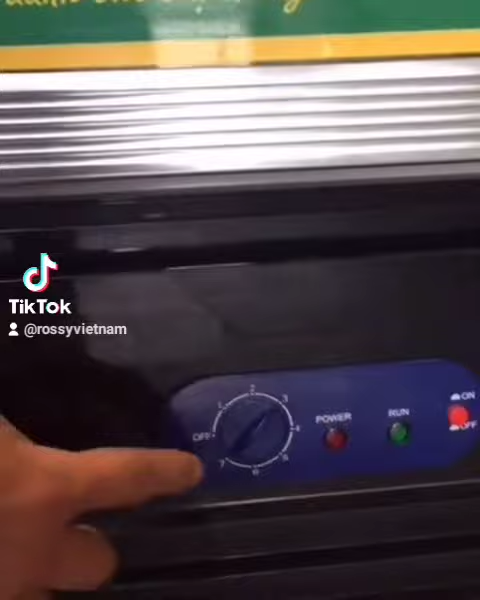 TikTok
@rossyvietnam
2
1
3
OFF
4
7
5
6
POWER
RUN
ON
OFF